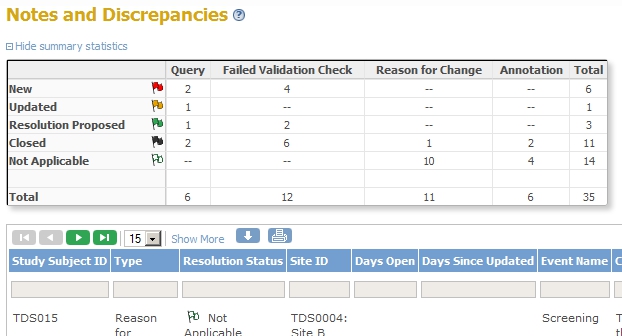 Notes and Discrepancies ?
Hide summary statistics
Query Failed Validation Check Reason for Change Annotation Total
New 2 4 -- -- 6
Updated 1 -- -- -- 1
Resolution Proposed 1 2 -- -- 3
Closed 2 6 1 2 11
Not Applicable -- -- 10 4 14
Total 6 12 11 6 35
15 Show More
Study Subject ID Type Resolution Status Site ID Days Open Days Since Updated Event Name C
TDS015 Reason Not TDS0004: Screening T
for Applicable Site B